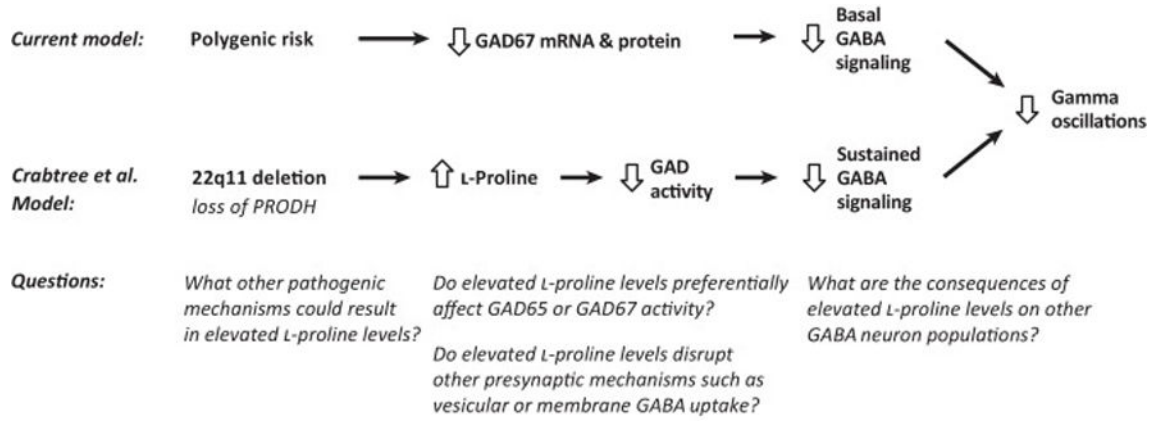 Current model: Polygenic risk GAD67 mRNA & protein Basal
GABA
signaling
Gamma
oscillations
Crabtree et al.
Model:
22q11 deletion
loss of PRODH
L-Proline
GAD
activity
Sustained
GABA
signaling
Questions:
What other pathogenic
mechanisms could result
in elevated L-proline levels?
Do elevated L-proline levels preferentially
affect GAD65 or GAD67 activity?
Do elevated L-proline levels disrupt
other presynaptic mechanisms such as
vesicular or membrane GABA uptake?
What are the consequences of
elevated L-proline levels on other
GABA neuron populations?